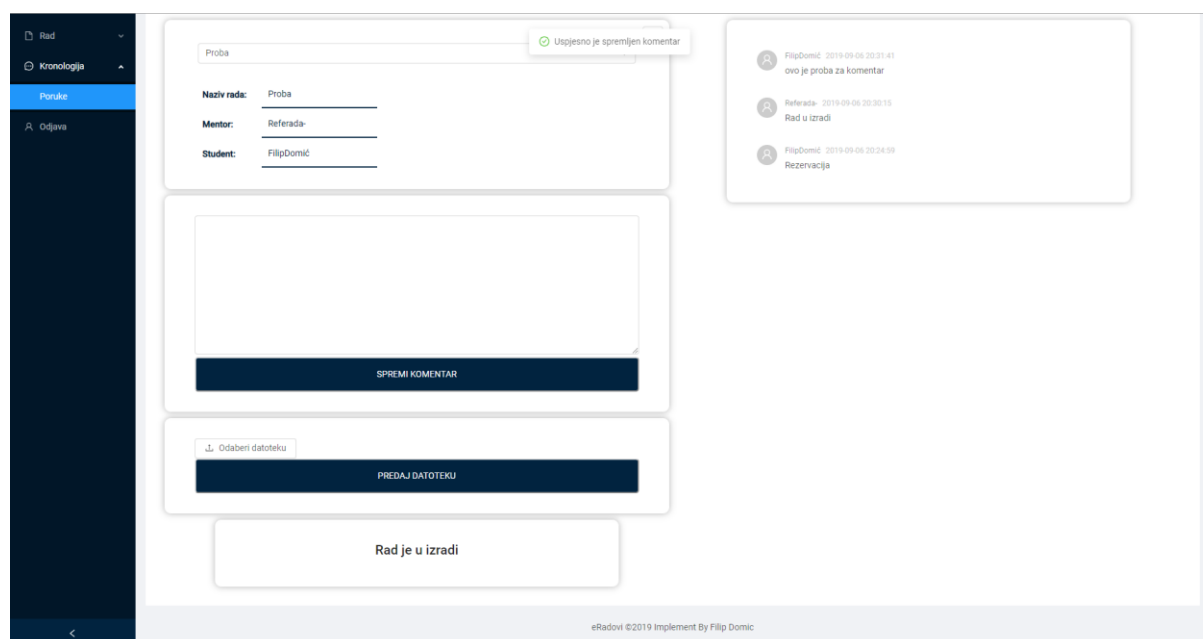 Rad
Kronologija
Poruke
Odjava
Uspjesno je spremljen komentar
Proba
Naziv rada: Proba
Mentor: Referada-
Student: FilipDomić
SPREMI KOMENTAR
Odaberi datoteku
PREDAJ DATOTEKU
Rad je u izradi
FilipDomić 2019-09-06 20:31:41
ovo je proba za komentar
Referada- 2019-09-06 20:30:15
Rad u izradi
FilipDomić 2019-09-06 20:24:59
Rezervacija
eRadovi ©2019 Implement By Filip Domic